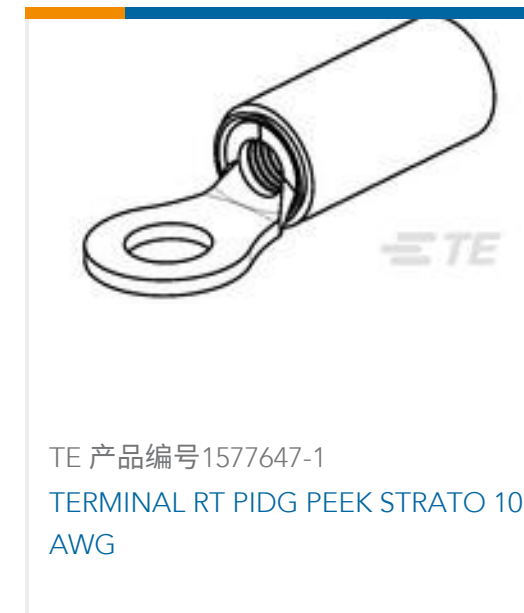 TE
TE 产品编号1577647-1
TERMINAL RT PIDG PEEK STRATO 10
AWG